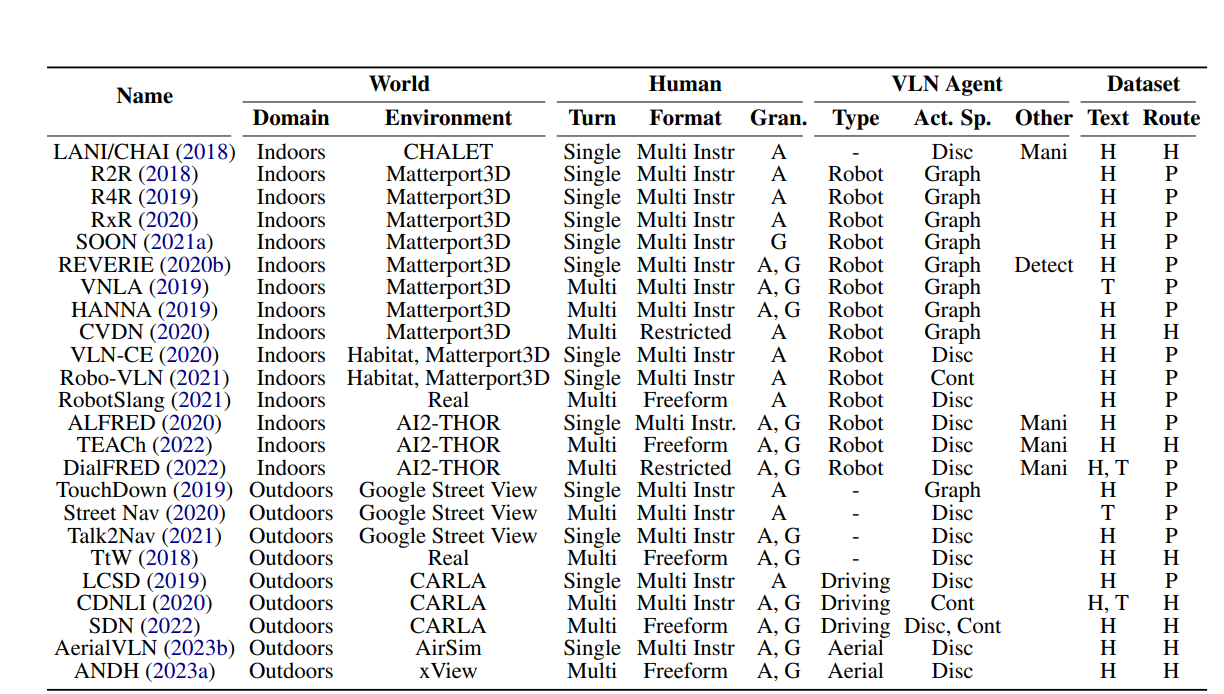 Name World Human VLN Agent Dataset
Domain Environment Turn Format Gran. Type Act. Sp. Other Text Route
LANI/CHAI (2018) Indoors CHALET Single Multi Instr A - Disc Mani H H
R2R (2018) Indoors Matterport3D Single Multi Instr A Robot Graph H P
R4R (2019) Indoors Matterport3D Single Multi Instr A Robot Graph H P
RxR (2020) Indoors Matterport3D Single Multi Instr A Robot Graph H P
SOON (2021a) Indoors Matterport3D Single Multi Instr G Robot Graph H P
REVERIE (2020b) Indoors Matterport3D Single Multi Instr A, G Robot Graph Detect H P
VNLA (2019) Indoors Matterport3D Multi Multi Instr A, G Robot Graph T P
HANNA (2019) Indoors Matterport3D Multi Multi Instr A, G Robot Graph H P
CVDN (2020) Indoors Matterport3D Multi Restricted A Robot Graph H H
VLN-CE (2020) Indoors Habitat, Matterport3D Single Multi Instr A Robot Disc H P
Robo-VLN (2021) Indoors Habitat, Matterport3D Single Multi Instr A Robot Cont H P
RobotSlang (2021) Indoors Real Multi Freeform A Robot Disc H P
ALFRED (2020) Indoors AI2-THOR Single Multi Instr. A, G Robot Disc Mani H P
TEACh (2022) Indoors AI2-THOR Multi Freeform A, G Robot Disc Mani H H
DialFRED (2022) Indoors AI2-THOR Multi Restricted A, G Robot Disc Mani H, T P
TouchDown (2019) Outdoors Google Street View Single Multi Instr A - Graph H P
Street Nav (2020) Outdoors Google Street View Multi Multi Instr A - Disc T P
Talk2Nav (2021) Outdoors Google Street View Single Multi Instr A, G - Disc H P
TtW (2018) Outdoors Real Multi Freeform A, G - Disc H H
LCSD (2019) Outdoors CARLA Single Multi Instr A Driving Disc H P
CDNLI (2020) Outdoors CARLA Multi Multi Instr A, G Driving Cont H, T H
SDN (2022) Outdoors CARLA Multi Freeform A, G Driving Disc, Cont H H
AerialVLN (2023b) Outdoors AirSim Single Multi Instr A, G Aerial Disc H H
ANDH (2023a) Outdoors xView Multi Freeform A, G Aerial Disc H H